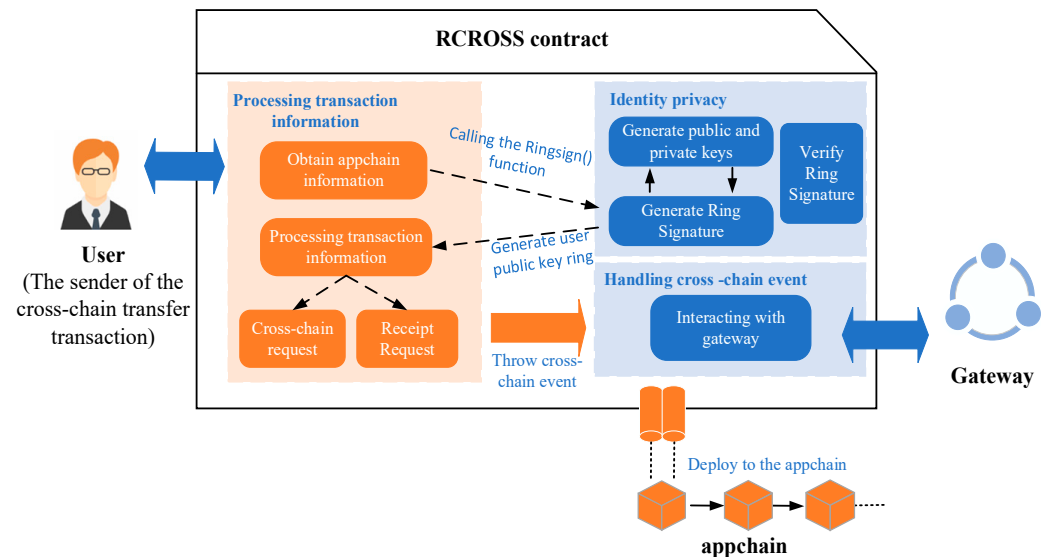 RCROSS contract
Processing transaction
information
Obtain appchain
information
Processing transaction
information
Cross-chain
request
Receipt
Request
Calling the Ringsign()
function
Generate user
public key ring
Throw cross-
chain event
Identity privacy
Generate public and
private keys
Generate Ring
Signature
Verify
Ring
Signature
Handling cross -chain event
Interacting with
gateway
User
(The sender of the
cross-chain transfer
transaction)
Gateway
Deploy to the appchain
appchain